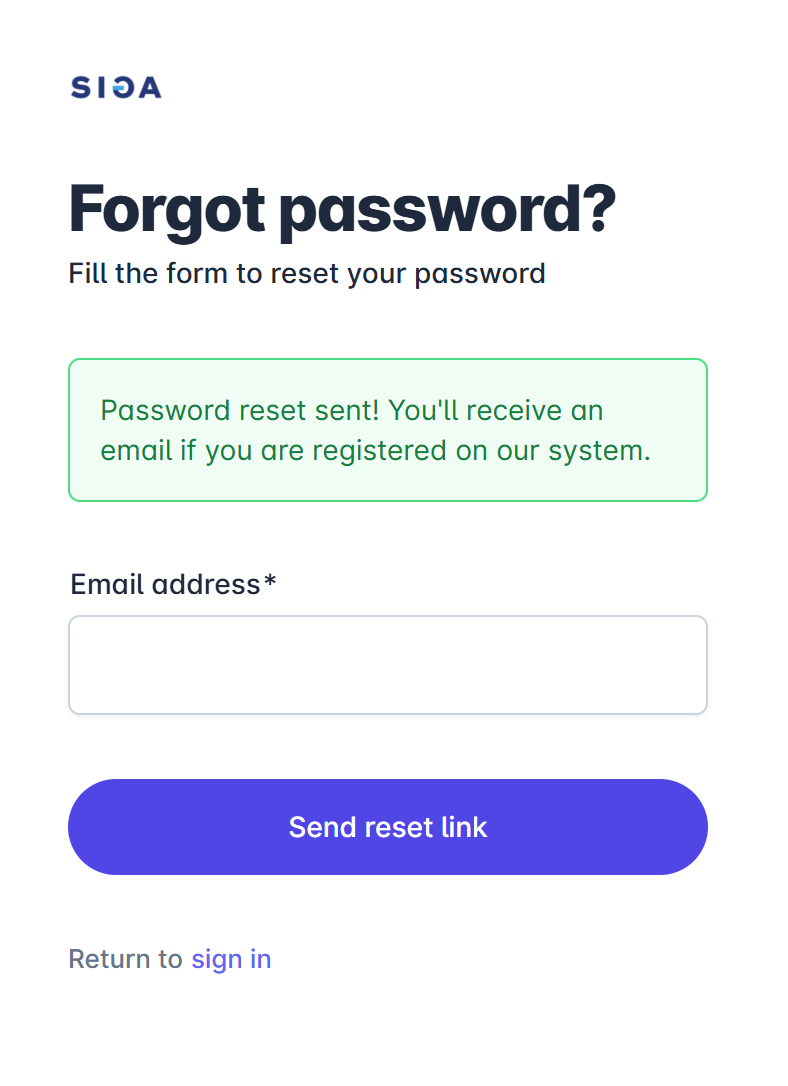 SIGA
Forgot password?
Fill the form to reset your password
Password reset sent! You'll receive an
email if you are registered on our system.
Email address*
Send reset link
Return to sign in